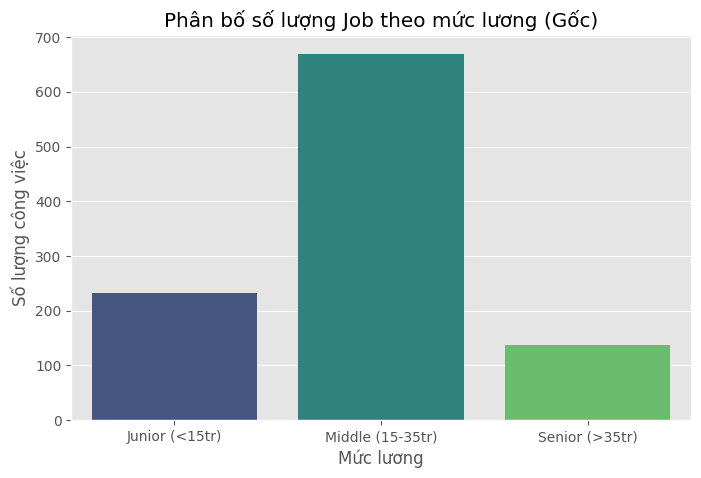 Phân bố số lượng Job theo mức lương (Gốc)
Số lượng công việc
700
600
500
400
300
200
100
0
Junior (<15tr)
Middle (15-35tr)
Senior (>35tr)
Mức lương